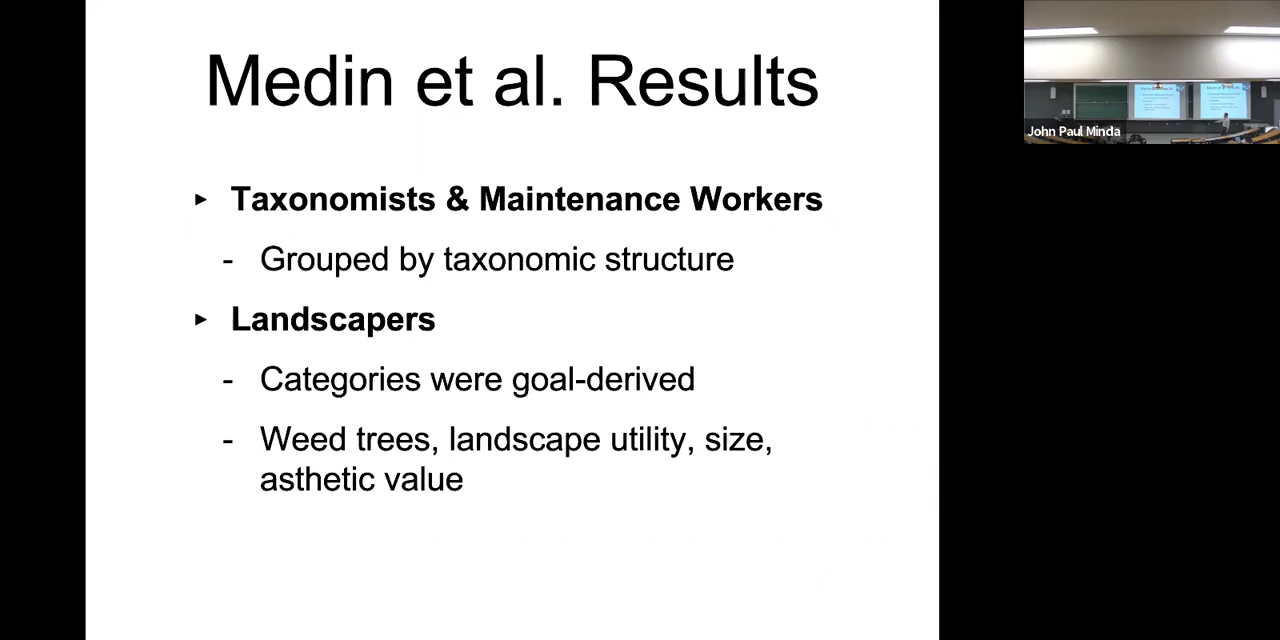 Medin et al. Results
▸ Taxonomists & Maintenance Workers
- Grouped by taxonomic structure
▸ Landscapers
- Categories were goal-derived
- Weed trees, landscape utility, size,
asthetic value
John Paul Minda